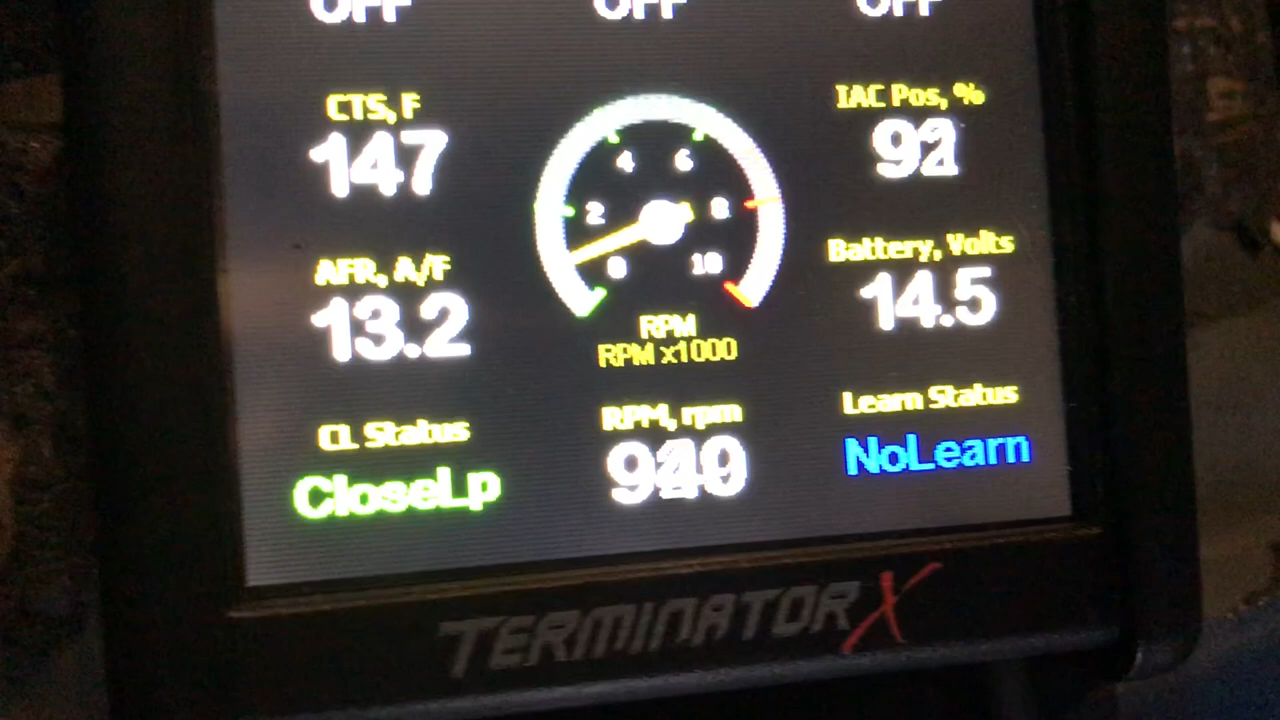 OFF OFF OFF
CTS, F
147
IAC Pos, %
4 6
2 8
0 10
AFR, A/F
13.2
RPM
RPM x1000
Battery, Volts
14.5
CL Status
CloseLp
RPM, rpm
Learn Status
NoLearn
TERMINATOR X